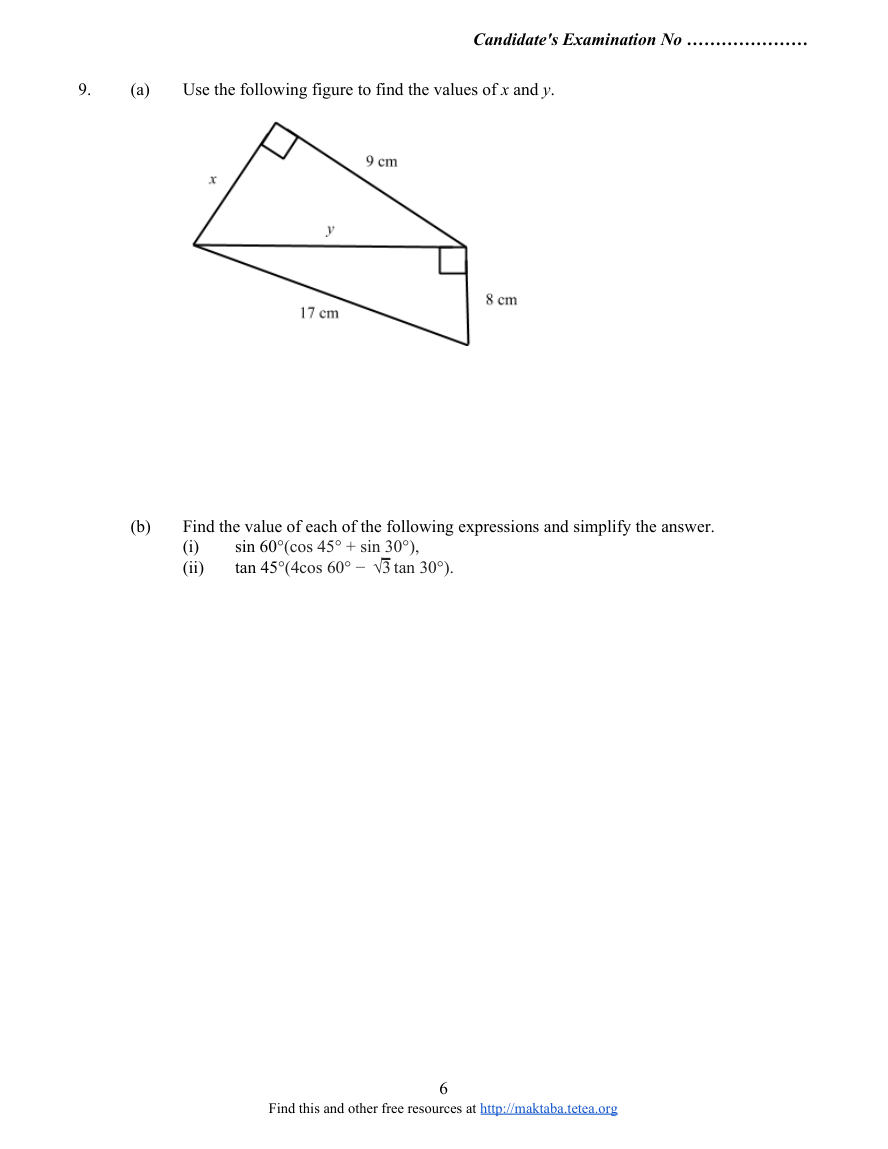 Candidate's Examination No …………………
9. (a) Use the following figure to find the values of x and y.
9 cm
x
y
8 cm
17 cm
(b) Find the value of each of the following expressions and simplify the answer.
(i) sin 60°(cos 45° + sin 30°),
(ii) tan 45°(4cos 60° − √3 tan 30°).
6
Find this and other free resources at http://maktaba.tetea.org